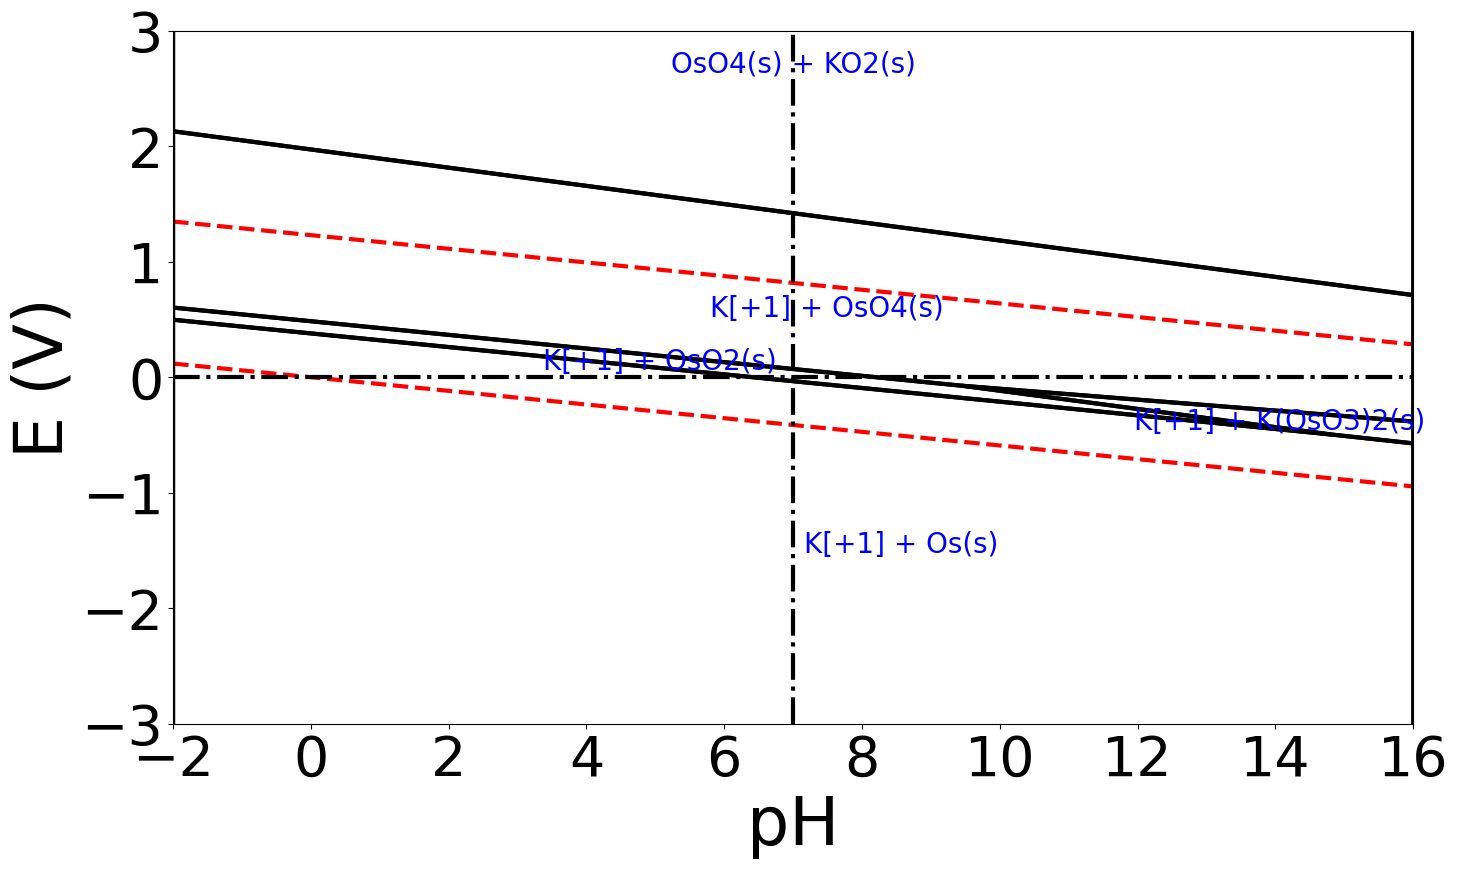 3
2
1
0
−1
−2
−3
E (V)
OsO4(s) + KO2(s)
K[+1] + OsO4(s)
K[+1] + OsO2(s)
K[+1] + K(OsO3)2(s)
K[+1] + Os(s)
−2 0 2 4 6 8 10 12 14 16
pH